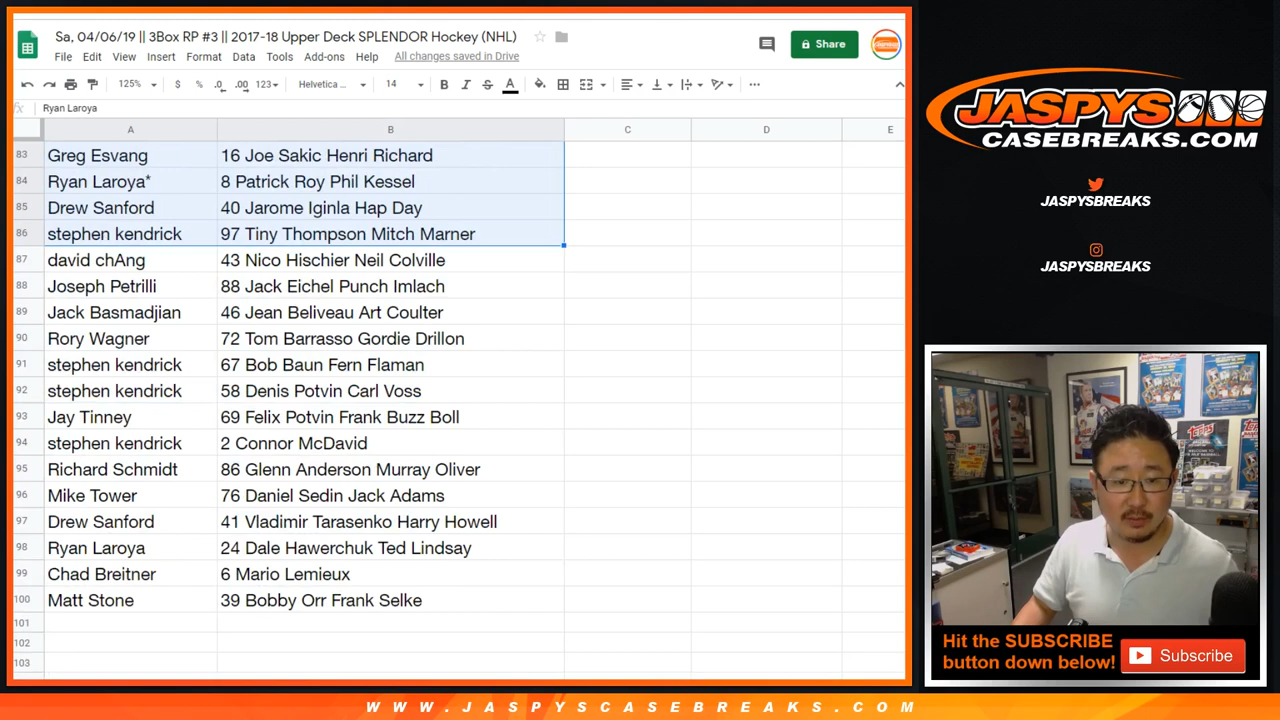 Sa, 04/06/19 || 3Box RP #3 || 2017-18 Upper Deck SPLENDOR Hockey (NHL)
File Edit View Insert Format Data Tools Add-ons Help All changes saved in Drive
Share
125% $ % .0 .00 123 Helvetica ... 14 B I S A
fx Ryan Laroya
A B C D E
83 Greg Esvang 16 Joe Sakic Henri Richard
84 Ryan Laroya* 8 Patrick Roy Phil Kessel
85 Drew Sanford 40 Jarome Iginla Hap Day
86 stephen kendrick 97 Tiny Thompson Mitch Marner
87 david chAng 43 Nico Hischier Neil Colville
88 Joseph Petrilli 88 Jack Eichel Punch Imlach
89 Jack Basmadjian 46 Jean Beliveau Art Coulter
90 Rory Wagner 72 Tom Barrasso Gordie Drillon
91 stephen kendrick 67 Bob Baun Fern Flaman
92 stephen kendrick 58 Denis Potvin Carl Voss
93 Jay Tinney 69 Felix Potvin Frank Buzz Boll
94 stephen kendrick 2 Connor McDavid
95 Richard Schmidt 86 Glenn Anderson Murray Oliver
96 Mike Tower 76 Daniel Sedin Jack Adams
97 Drew Sanford 41 Vladimir Tarasenko Harry Howell
98 Ryan Laroya 24 Dale Hawerchuk Ted Lindsay
99 Chad Breitner 6 Mario Lemieux
100 Matt Stone 39 Bobby Orr Frank Selke
101
102
103
JASPYS
CASEBREAKS.COM
JASPYSBREAKS
JASPYSBREAKS
TOPPS
Hit the SUBSCRIBE
button down below!
Subscribe
WWW.JASPYSCASEBREAKS.COM